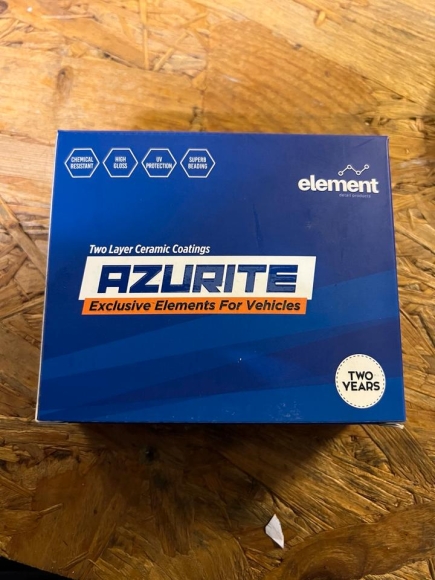 CHEMICAL
RESISTANT
HIGH
GLOSS
UV
PROTECTION
SUPERB
BEADING
element
Two Layer Ceramic Coatings
AZURITE
Exclusive Elements For Vehicles
TWO
YEARS